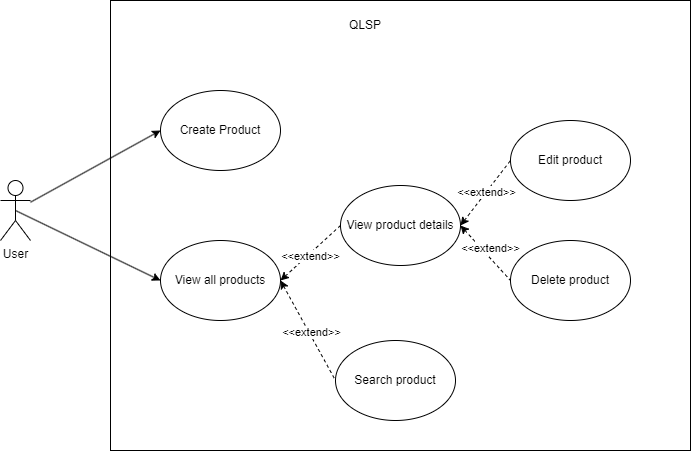 QLSP
Create Product
Edit product
<<extend>>
View product details
User
<<extend>>
<<extend>>
View all products
Delete product
<<extend>>
Search product